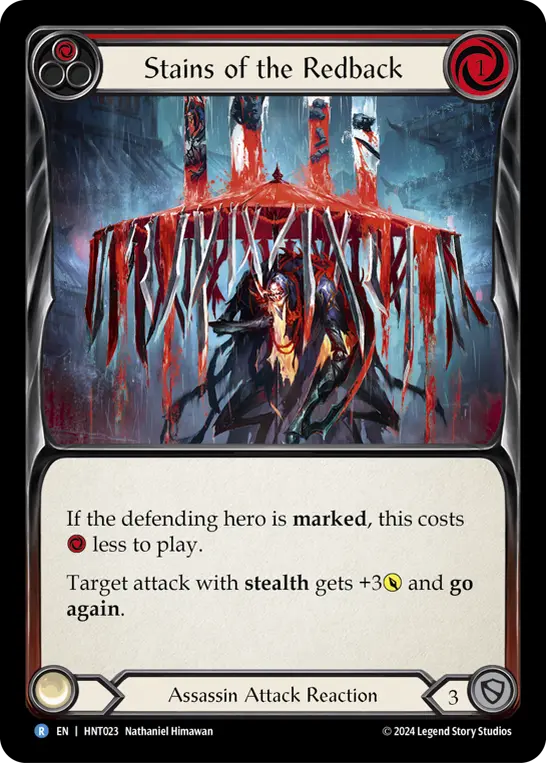 Stains of the Redback
1
If the defending hero is marked, this costs
less to play.
Target attack with stealth gets +3 and go
again.
Assassin Attack Reaction
3
R EN | HNT023 Nathaniel Himawan
© 2024 Legend Story Studios